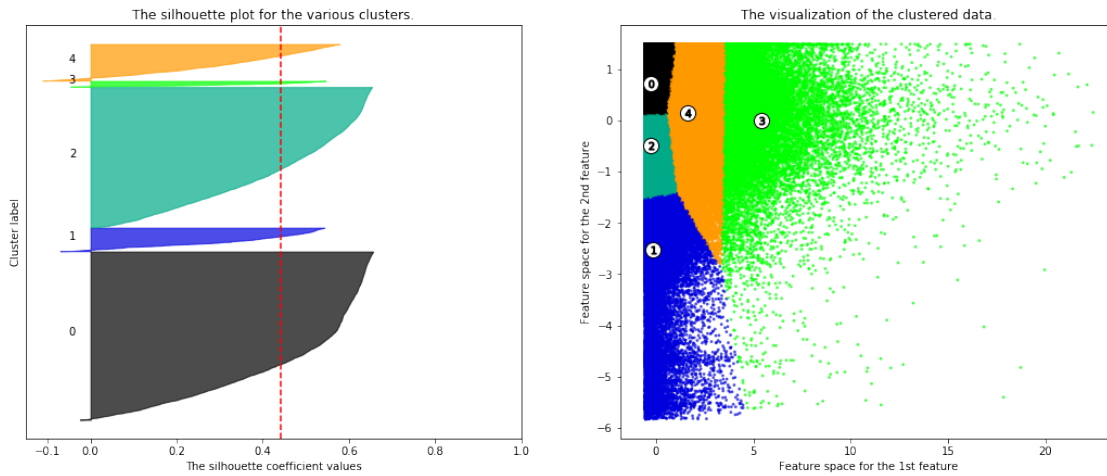 The silhouette plot for the various clusters.
Cluster label
4
3
2
1
0
−0.1 0.0 0.2 0.4 0.6 0.8 1.0
The silhouette coefficient values
The visualization of the clustered data.
Feature space for the 2nd feature
1
0
−1
−2
−3
−4
−5
−6
0
4
3
2
1
0 5 10 15 20
Feature space for the 1st feature